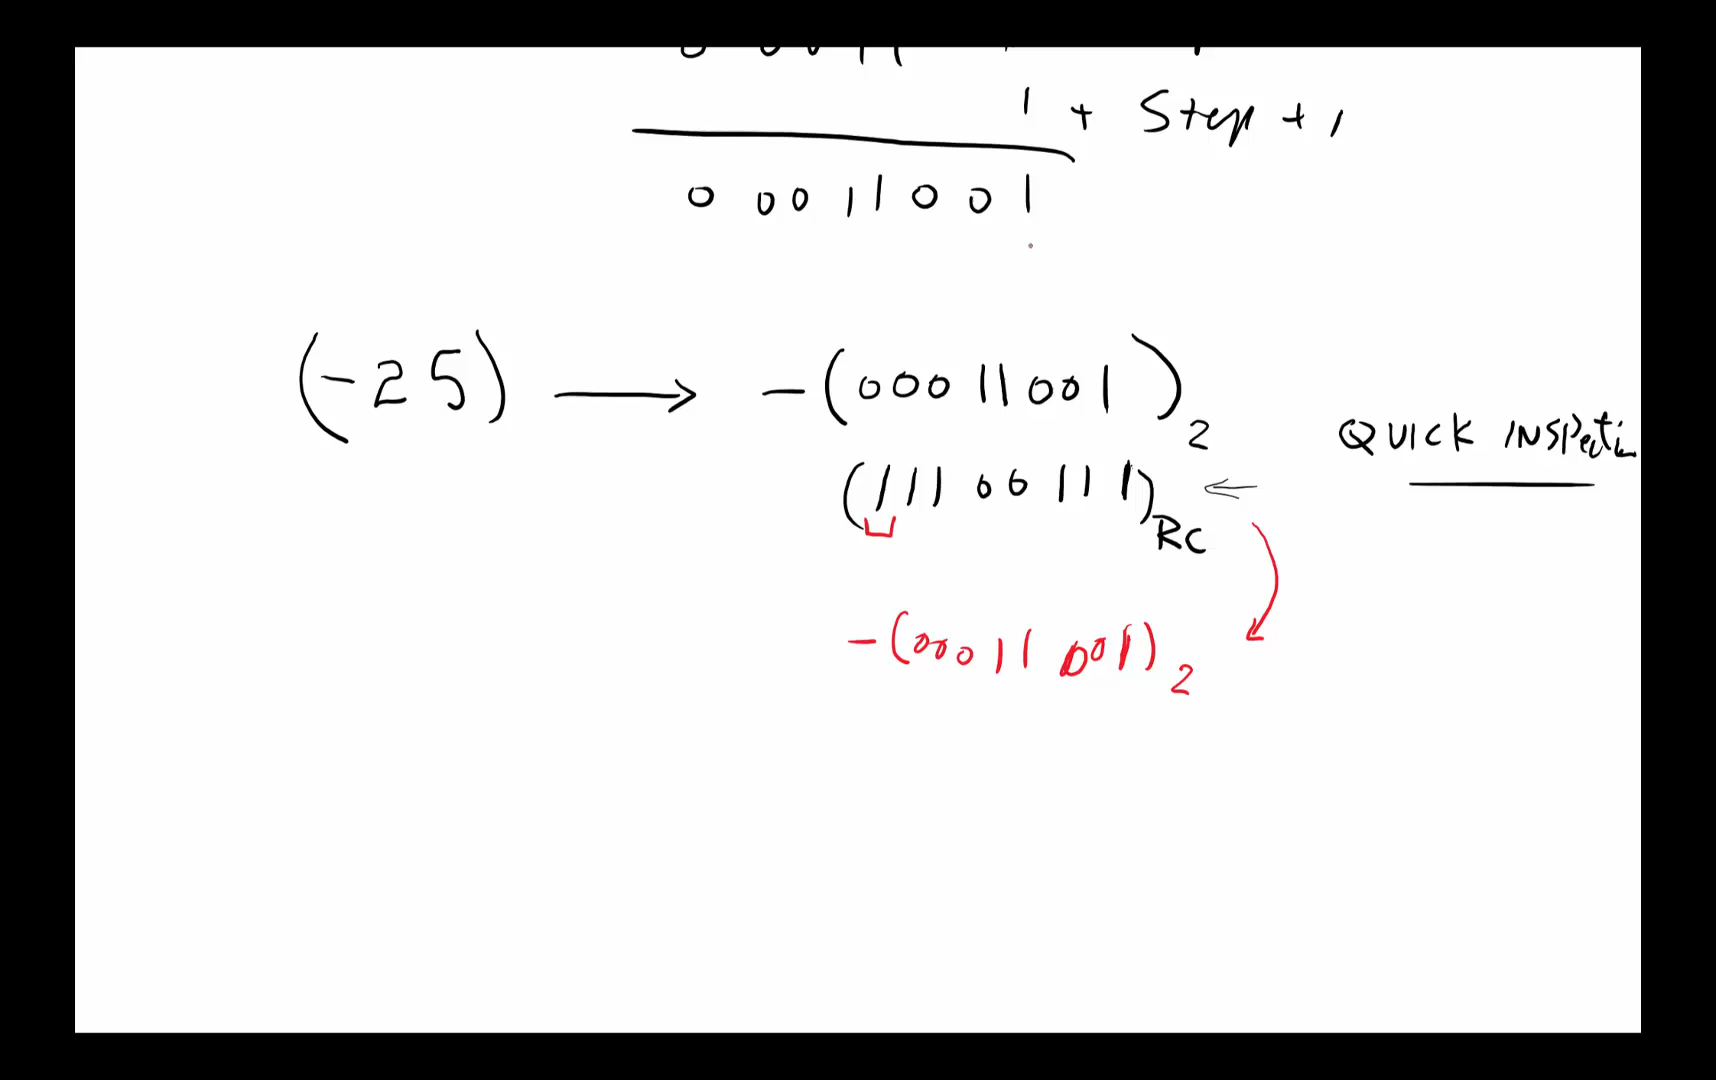 1 + Step + 1
0 0 0 1 1 0 0 1
(-25) → -(00011001)2
QUICK INSPecti
(11100111)RC ←
-(00011001)2